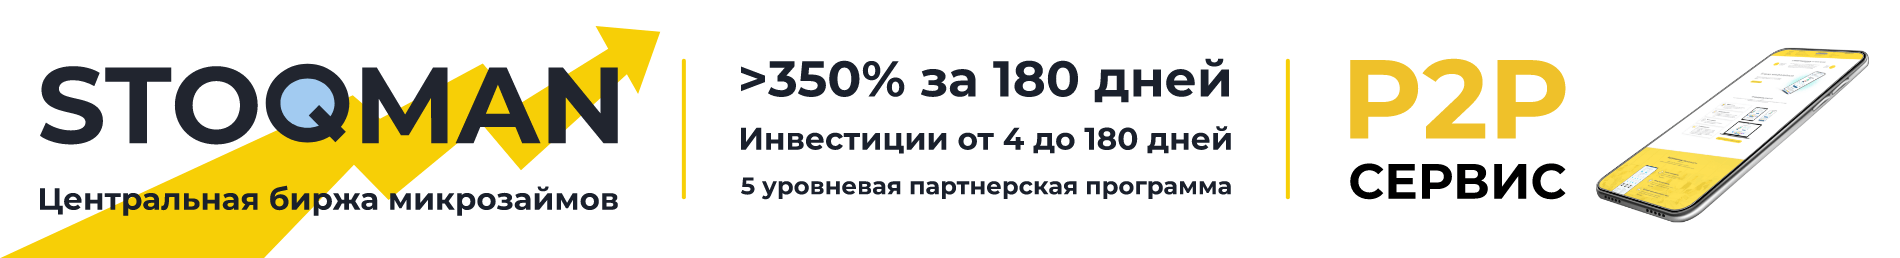 STOQMAN
Центральная биржа микрозаймов
>350% за 180 дней
Инвестиции от 4 до 180 дней
5 уровневая партнерская программа
P2P
СЕРВИС